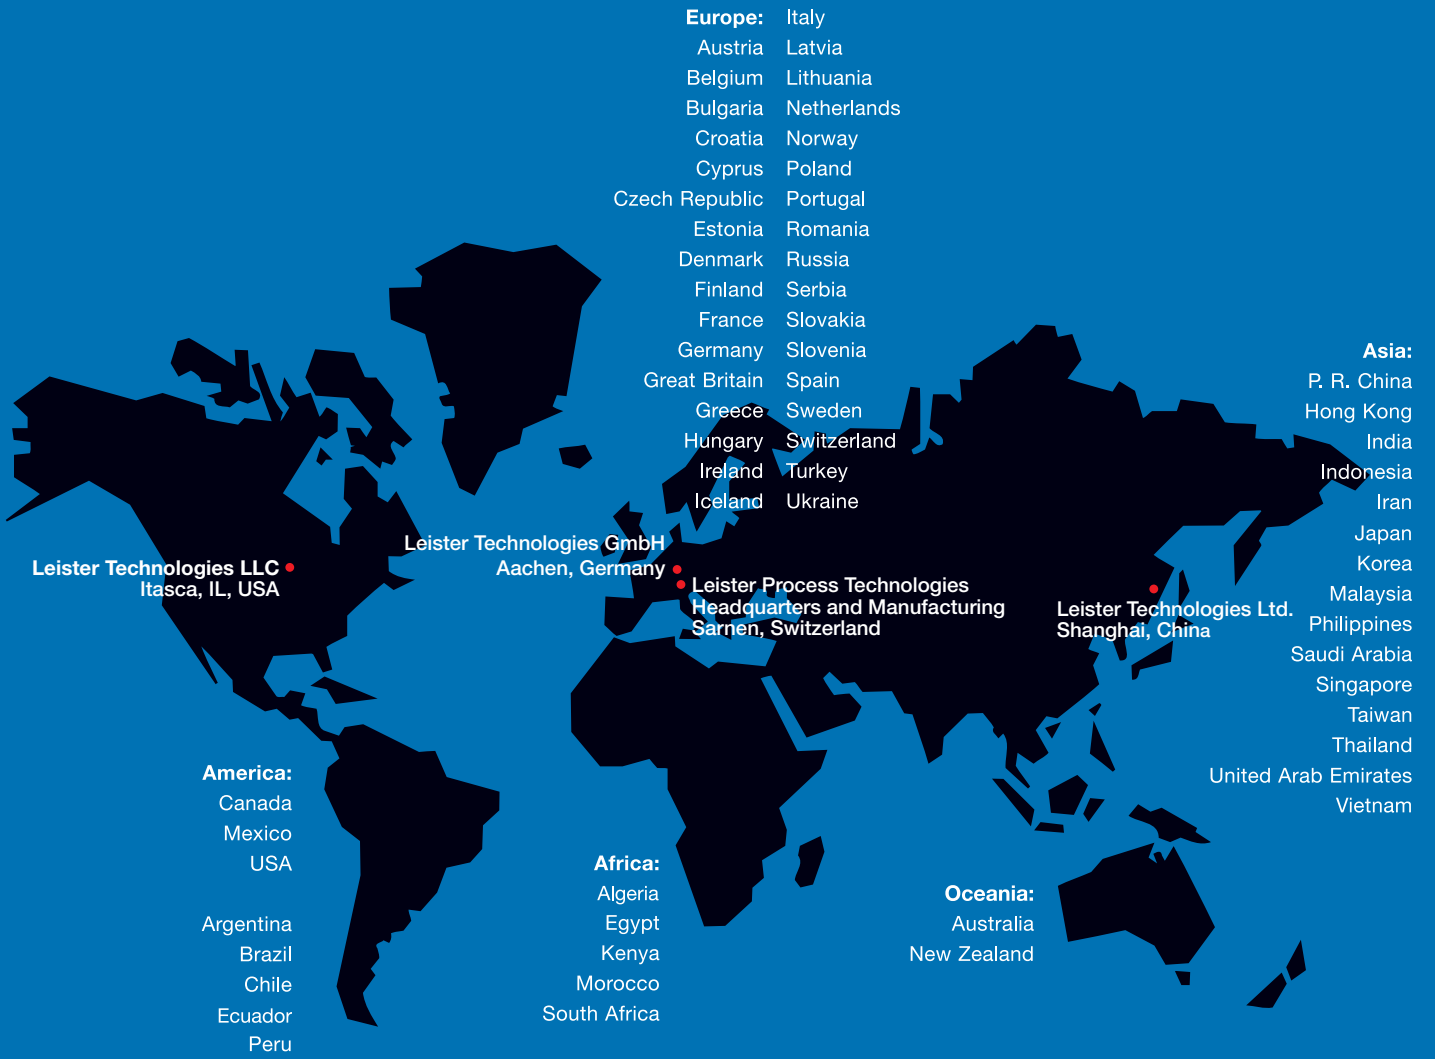 Europe:
Austria
Belgium
Bulgaria
Croatia
Cyprus
Czech Republic
Estonia
Denmark
Finland
France
Germany
Great Britain
Greece
Hungary
Ireland
Iceland
Italy
Latvia
Lithuania
Netherlands
Norway
Poland
Portugal
Romania
Russia
Serbia
Slovakia
Slovenia
Spain
Sweden
Switzerland
Turkey
Ukraine
Leister Technologies LLC
Itasca, IL, USA
Leister Technologies GmbH
Aachen, Germany
Leister Process Technologies
Headquarters and Manufacturing
Sarnen, Switzerland
Leister Technologies Ltd.
Shanghai, China
Asia:
P. R. China
Hong Kong
India
Indonesia
Iran
Japan
Korea
Malaysia
Philippines
Saudi Arabia
Singapore
Taiwan
Thailand
United Arab Emirates
Vietnam
America:
Canada
Mexico
USA
Argentina
Brazil
Chile
Ecuador
Peru
Africa:
Algeria
Egypt
Kenya
Morocco
South Africa
Oceania:
Australia
New Zealand